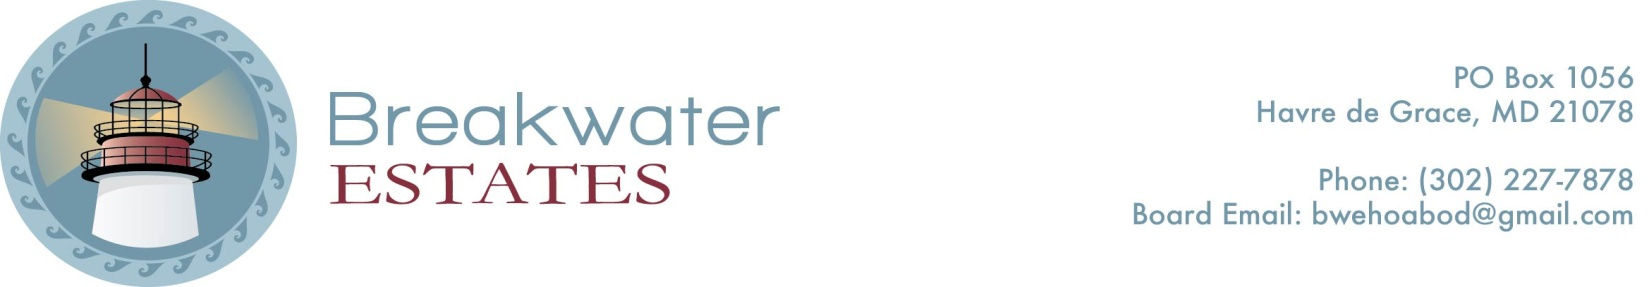 Breakwater
ESTATES
PO Box 1056
Havre de Grace, MD 21078
Phone: (302) 227-7878
Board Email: bwehoabod@gmail.com